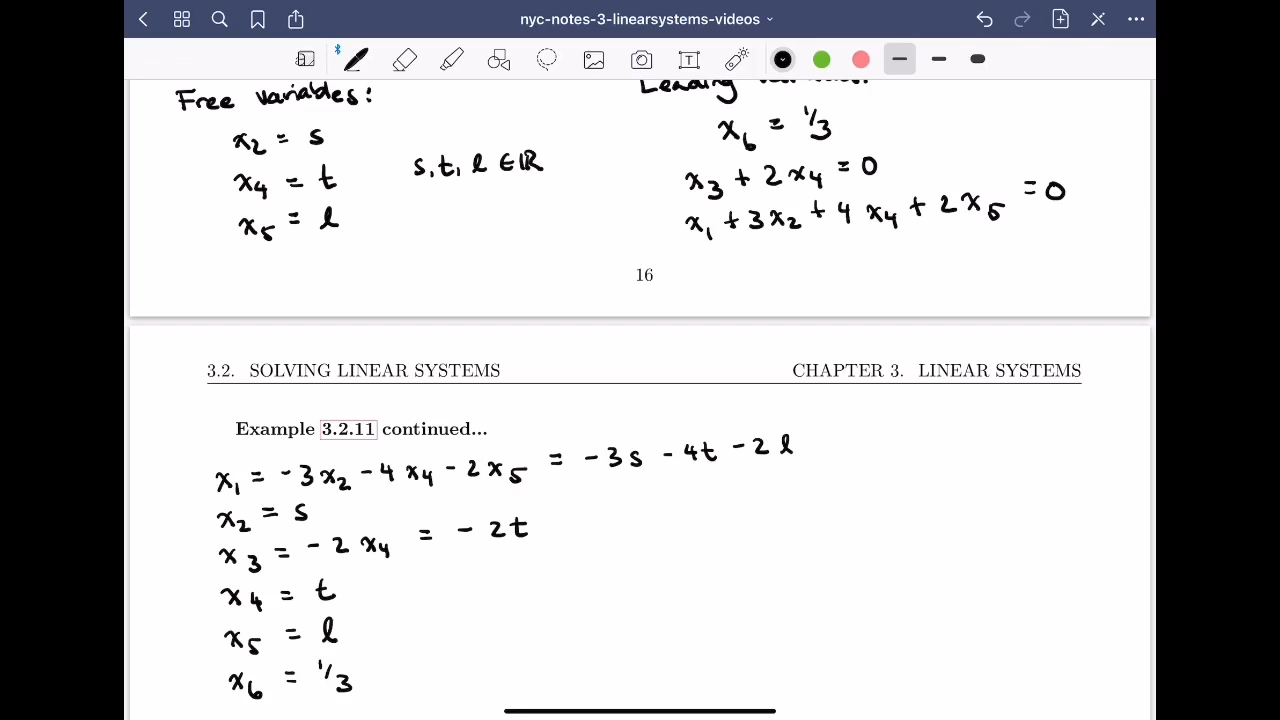 nyc-notes-3-linearsystems-videos
Free variables:
x₂ = s
x₄ = t
x₅ = l
s, t, l ∈ ℝ
Leading
x₆ = 1/3
x₃ + 2x₄ = 0
x₁ + 3x₂ + 4x₄ + 2x₅ = 0
16
3.2. SOLVING LINEAR SYSTEMS CHAPTER 3. LINEAR SYSTEMS
Example 3.2.11 continued...
x₁ = -3x₂ - 4x₄ - 2x₅ = -3s - 4t - 2l
x₂ = s
x₃ = -2x₄ = -2t
x₄ = t
x₅ = l
x₆ = 1/3